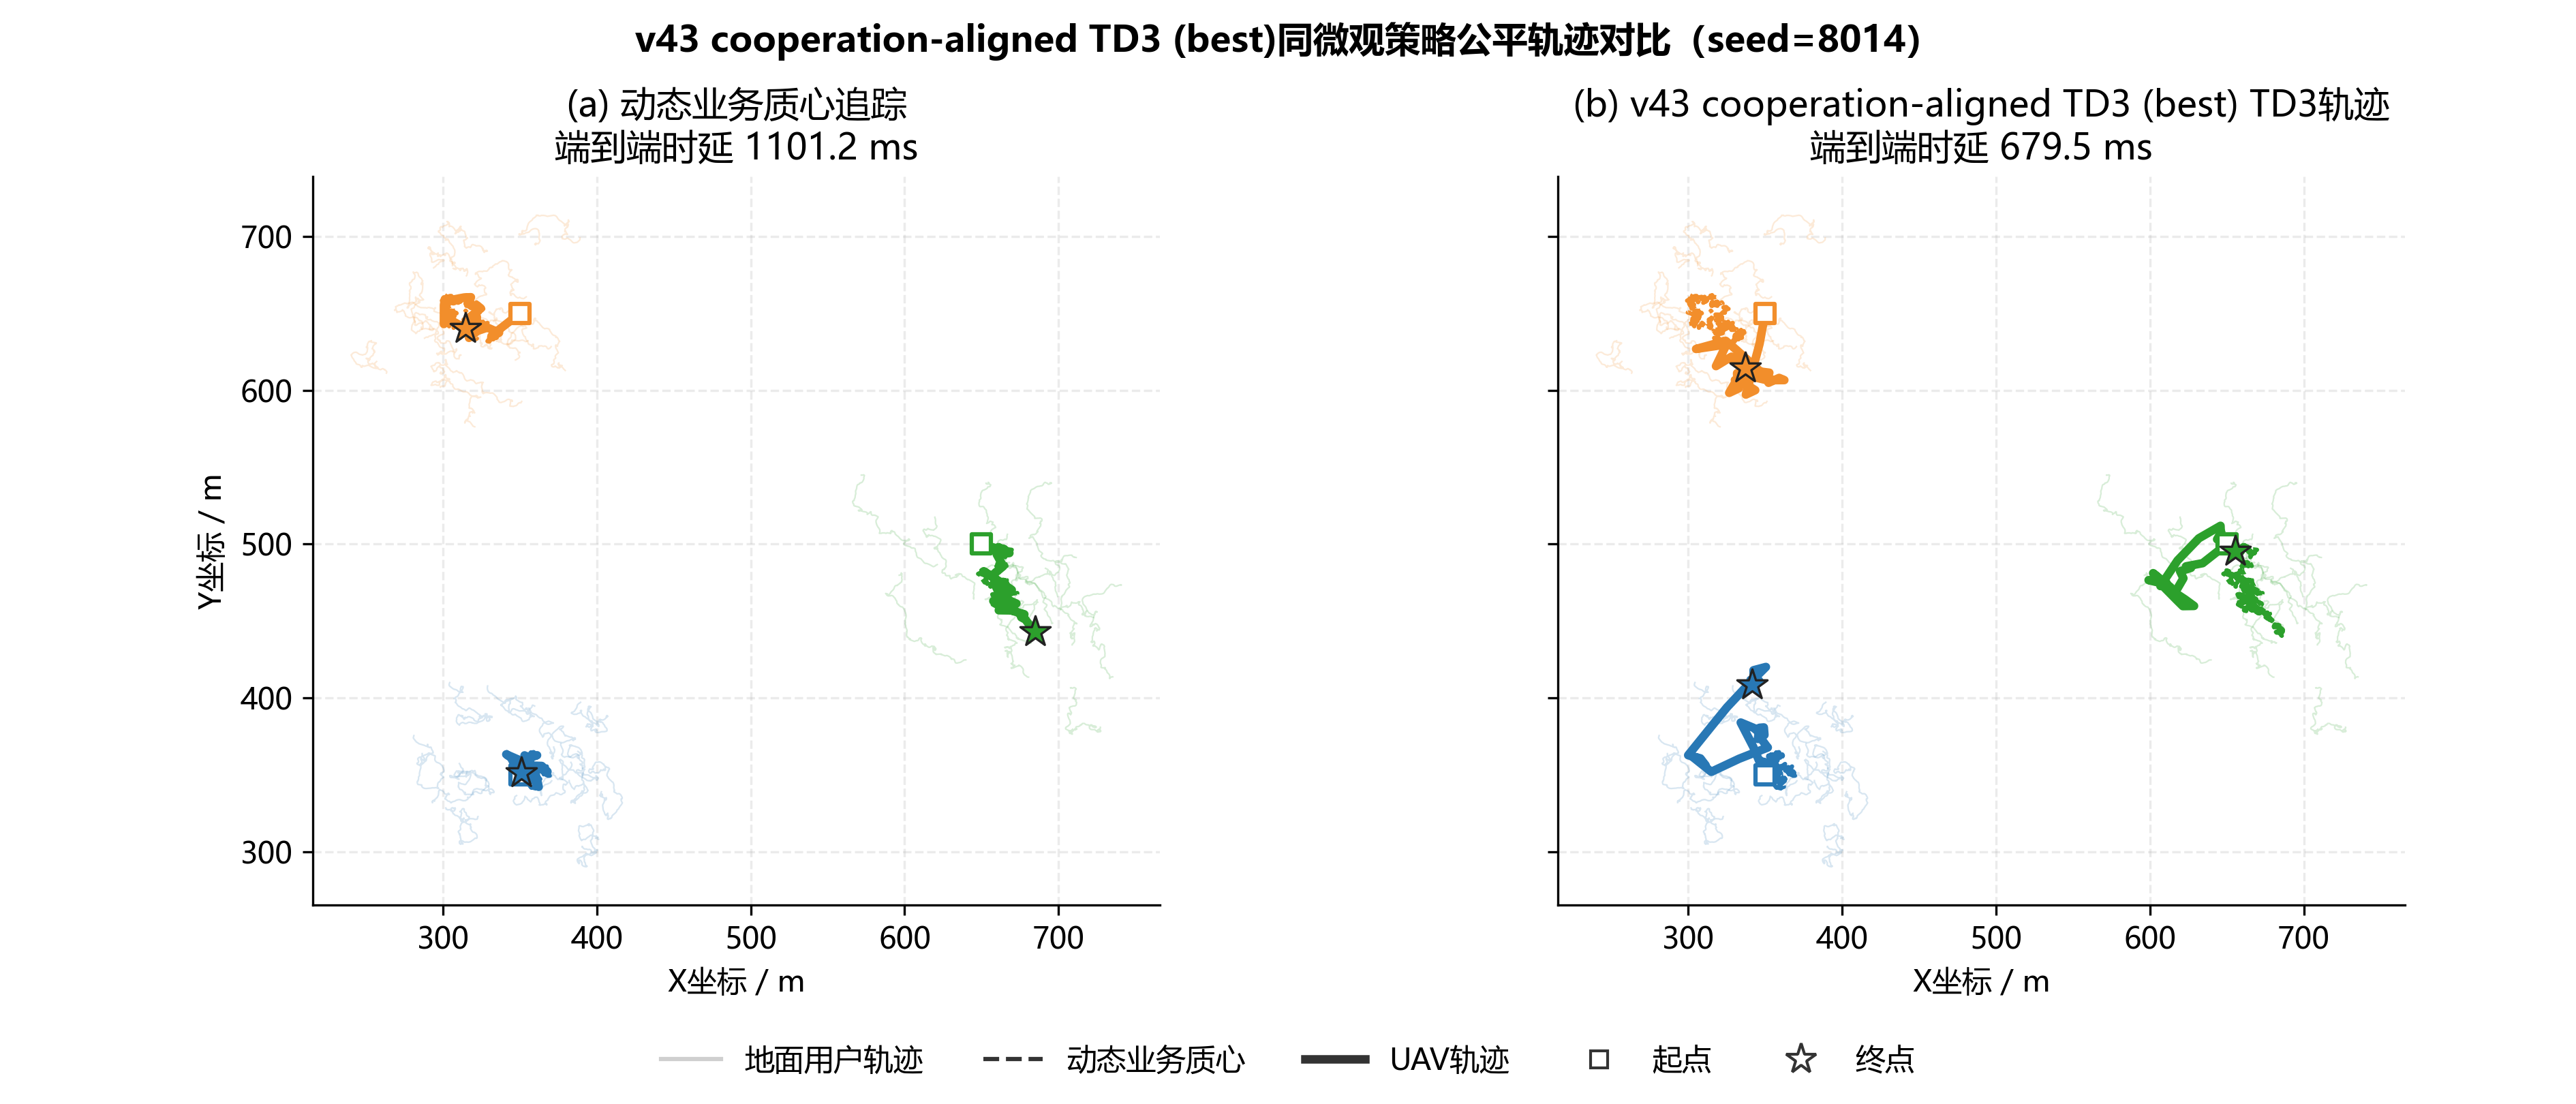 v43 cooperation-aligned TD3 (best)同微观策略公平轨迹对比（seed=8014）
(a) 动态业务质心追踪
端到端时延 1101.2 ms
(b) v43 cooperation-aligned TD3 (best) TD3轨迹
端到端时延 679.5 ms
Y坐标 / m
700
600
500
400
300
300 400 500 600 700
X坐标 / m
300 400 500 600 700
X坐标 / m
地面用户轨迹 动态业务质心 UAV轨迹 起点 终点